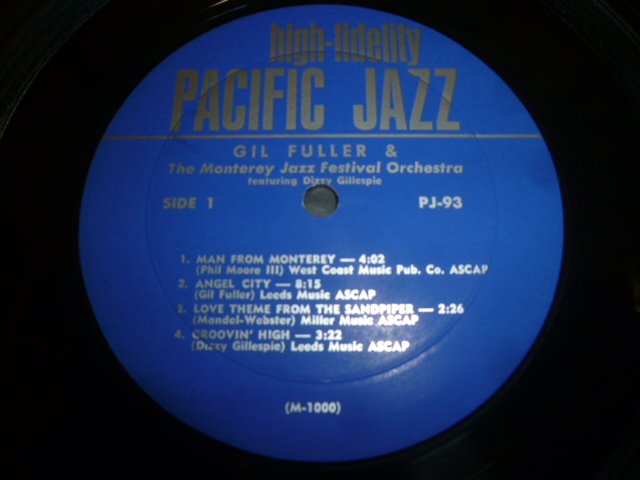 high-fidelity
PACIFIC JAZZ
GIL FULLER &
The Monterey Jazz Festival Orchestra
featuring Dizzy Gillespie
SIDE 1 PJ-93
1. MAN FROM MONTEREY — 4:02
(Phil Moore III) West Coast Music Pub. Co. ASCAP
2. ANGEL CITY — 8:15
(Gil Fuller) Leeds Music ASCAP
3. LOVE THEME FROM THE SANDPIPER — 2:26
(Mandel-Webster) Miller Music ASCAP
4. GROOVIN' HIGH — 3:22
(Dizzy Gillespie) Leeds Music ASCAP
(M-1000)